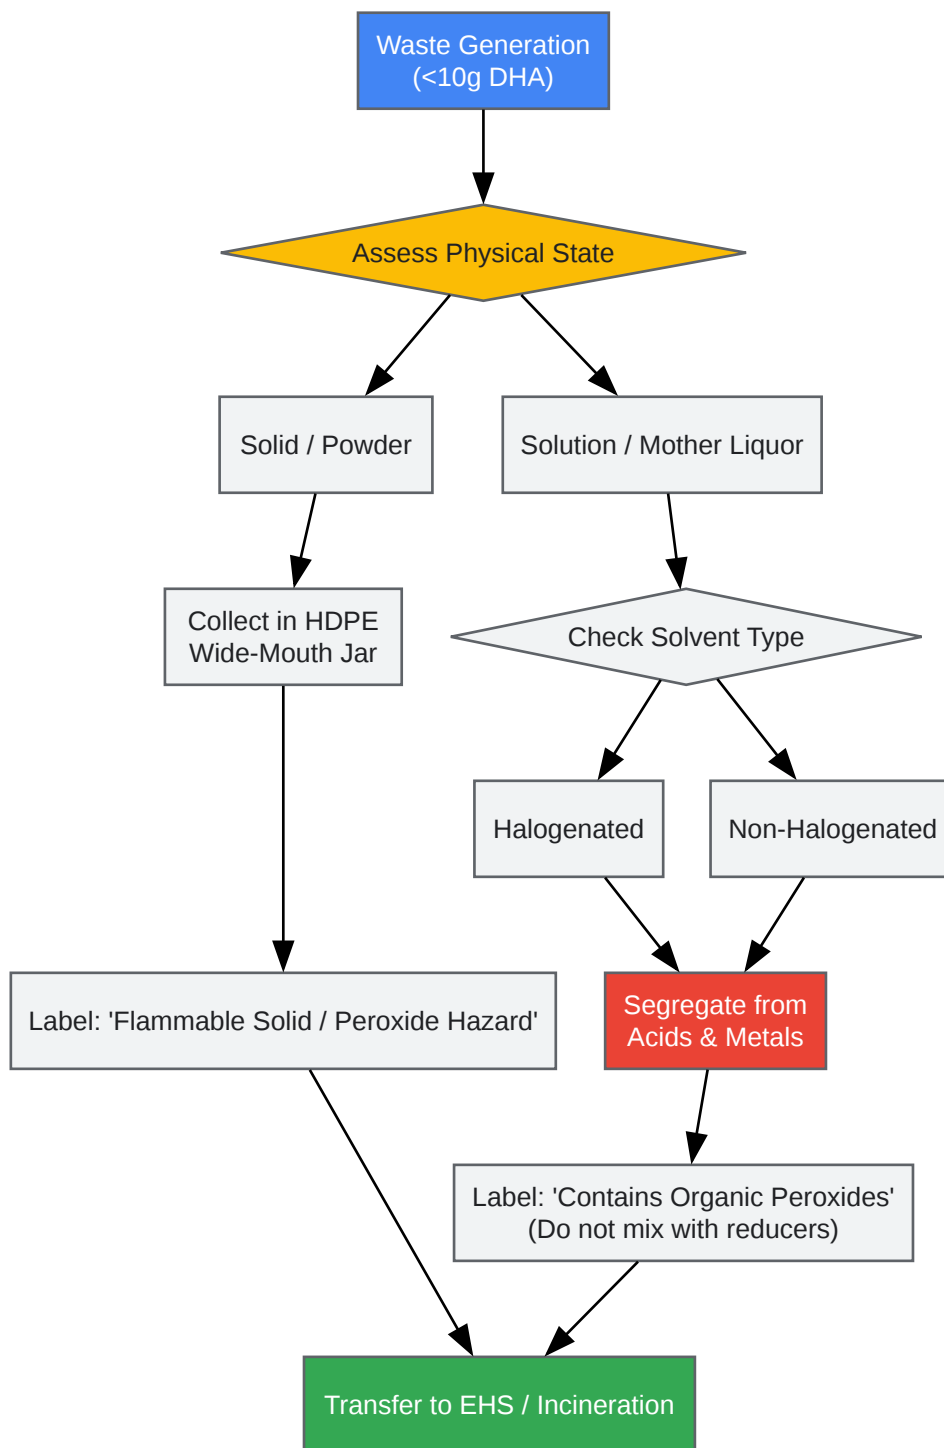 Waste Generation
(<10g DHA)
Assess Physical State
Solid / Powder
Solution / Mother Liquor
Collect in HDPE
Wide-Mouth Jar
Check Solvent Type
Halogenated
Non-Halogenated
Label: 'Flammable Solid / Peroxide Hazard'
Segregate from
Acids & Metals
Label: 'Contains Organic Peroxides'
(Do not mix with reducers)
Transfer to EHS / Incineration